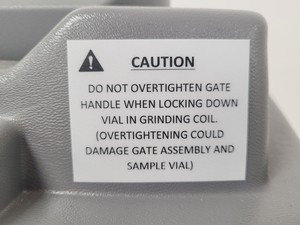 CAUTION
DO NOT OVERTIGHTEN GATE
HANDLE WHEN LOCKING DOWN
VIAL IN GRINDING COIL.
(OVERTIGHTENING COULD
DAMAGE GATE ASSEMBLY AND
SAMPLE VIAL)